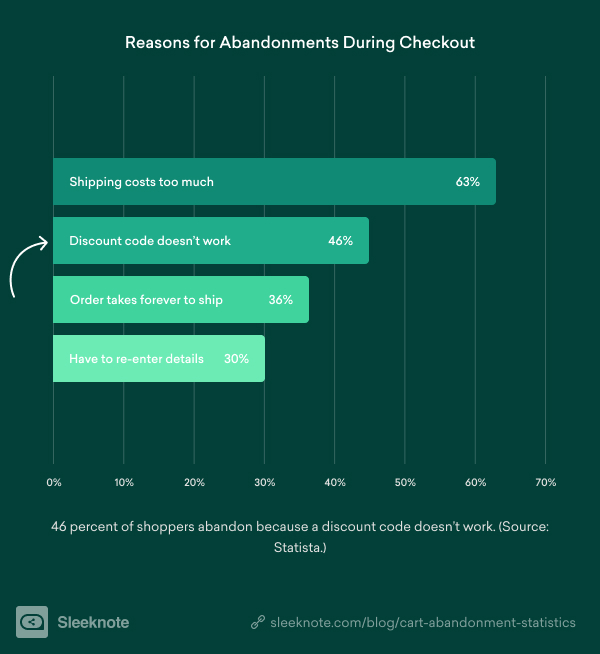 Reasons for Abandonments During Checkout
Shipping costs too much 63%
Discount code doesn't work 46%
Order takes forever to ship 36%
Have to re-enter details 30%
0% 10% 20% 30% 40% 50% 60% 70%
46 percent of shoppers abandon because a discount code doesn't work. (Source:
Statista.)
Sleeknote sleeknote.com/blog/cart-abandonment-statistics